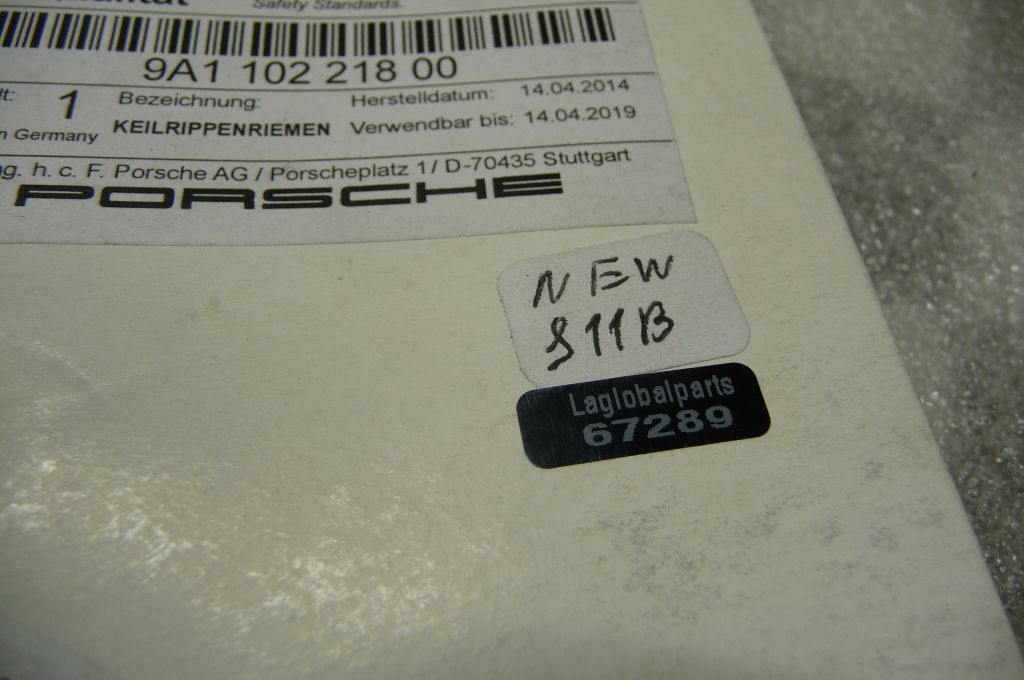 Safety Standards.
9A1 102 218 00
1 Bezeichnung: Herstelldatum: 14.04.2014
n Germany KEILRIPPENRIEMEN Verwendbar bis: 14.04.2019
h. c. F. Porsche AG / Porscheplatz 1 / D-70435 Stuttgart
PORSCHE
NEW
911B
Laglobalparts
67289